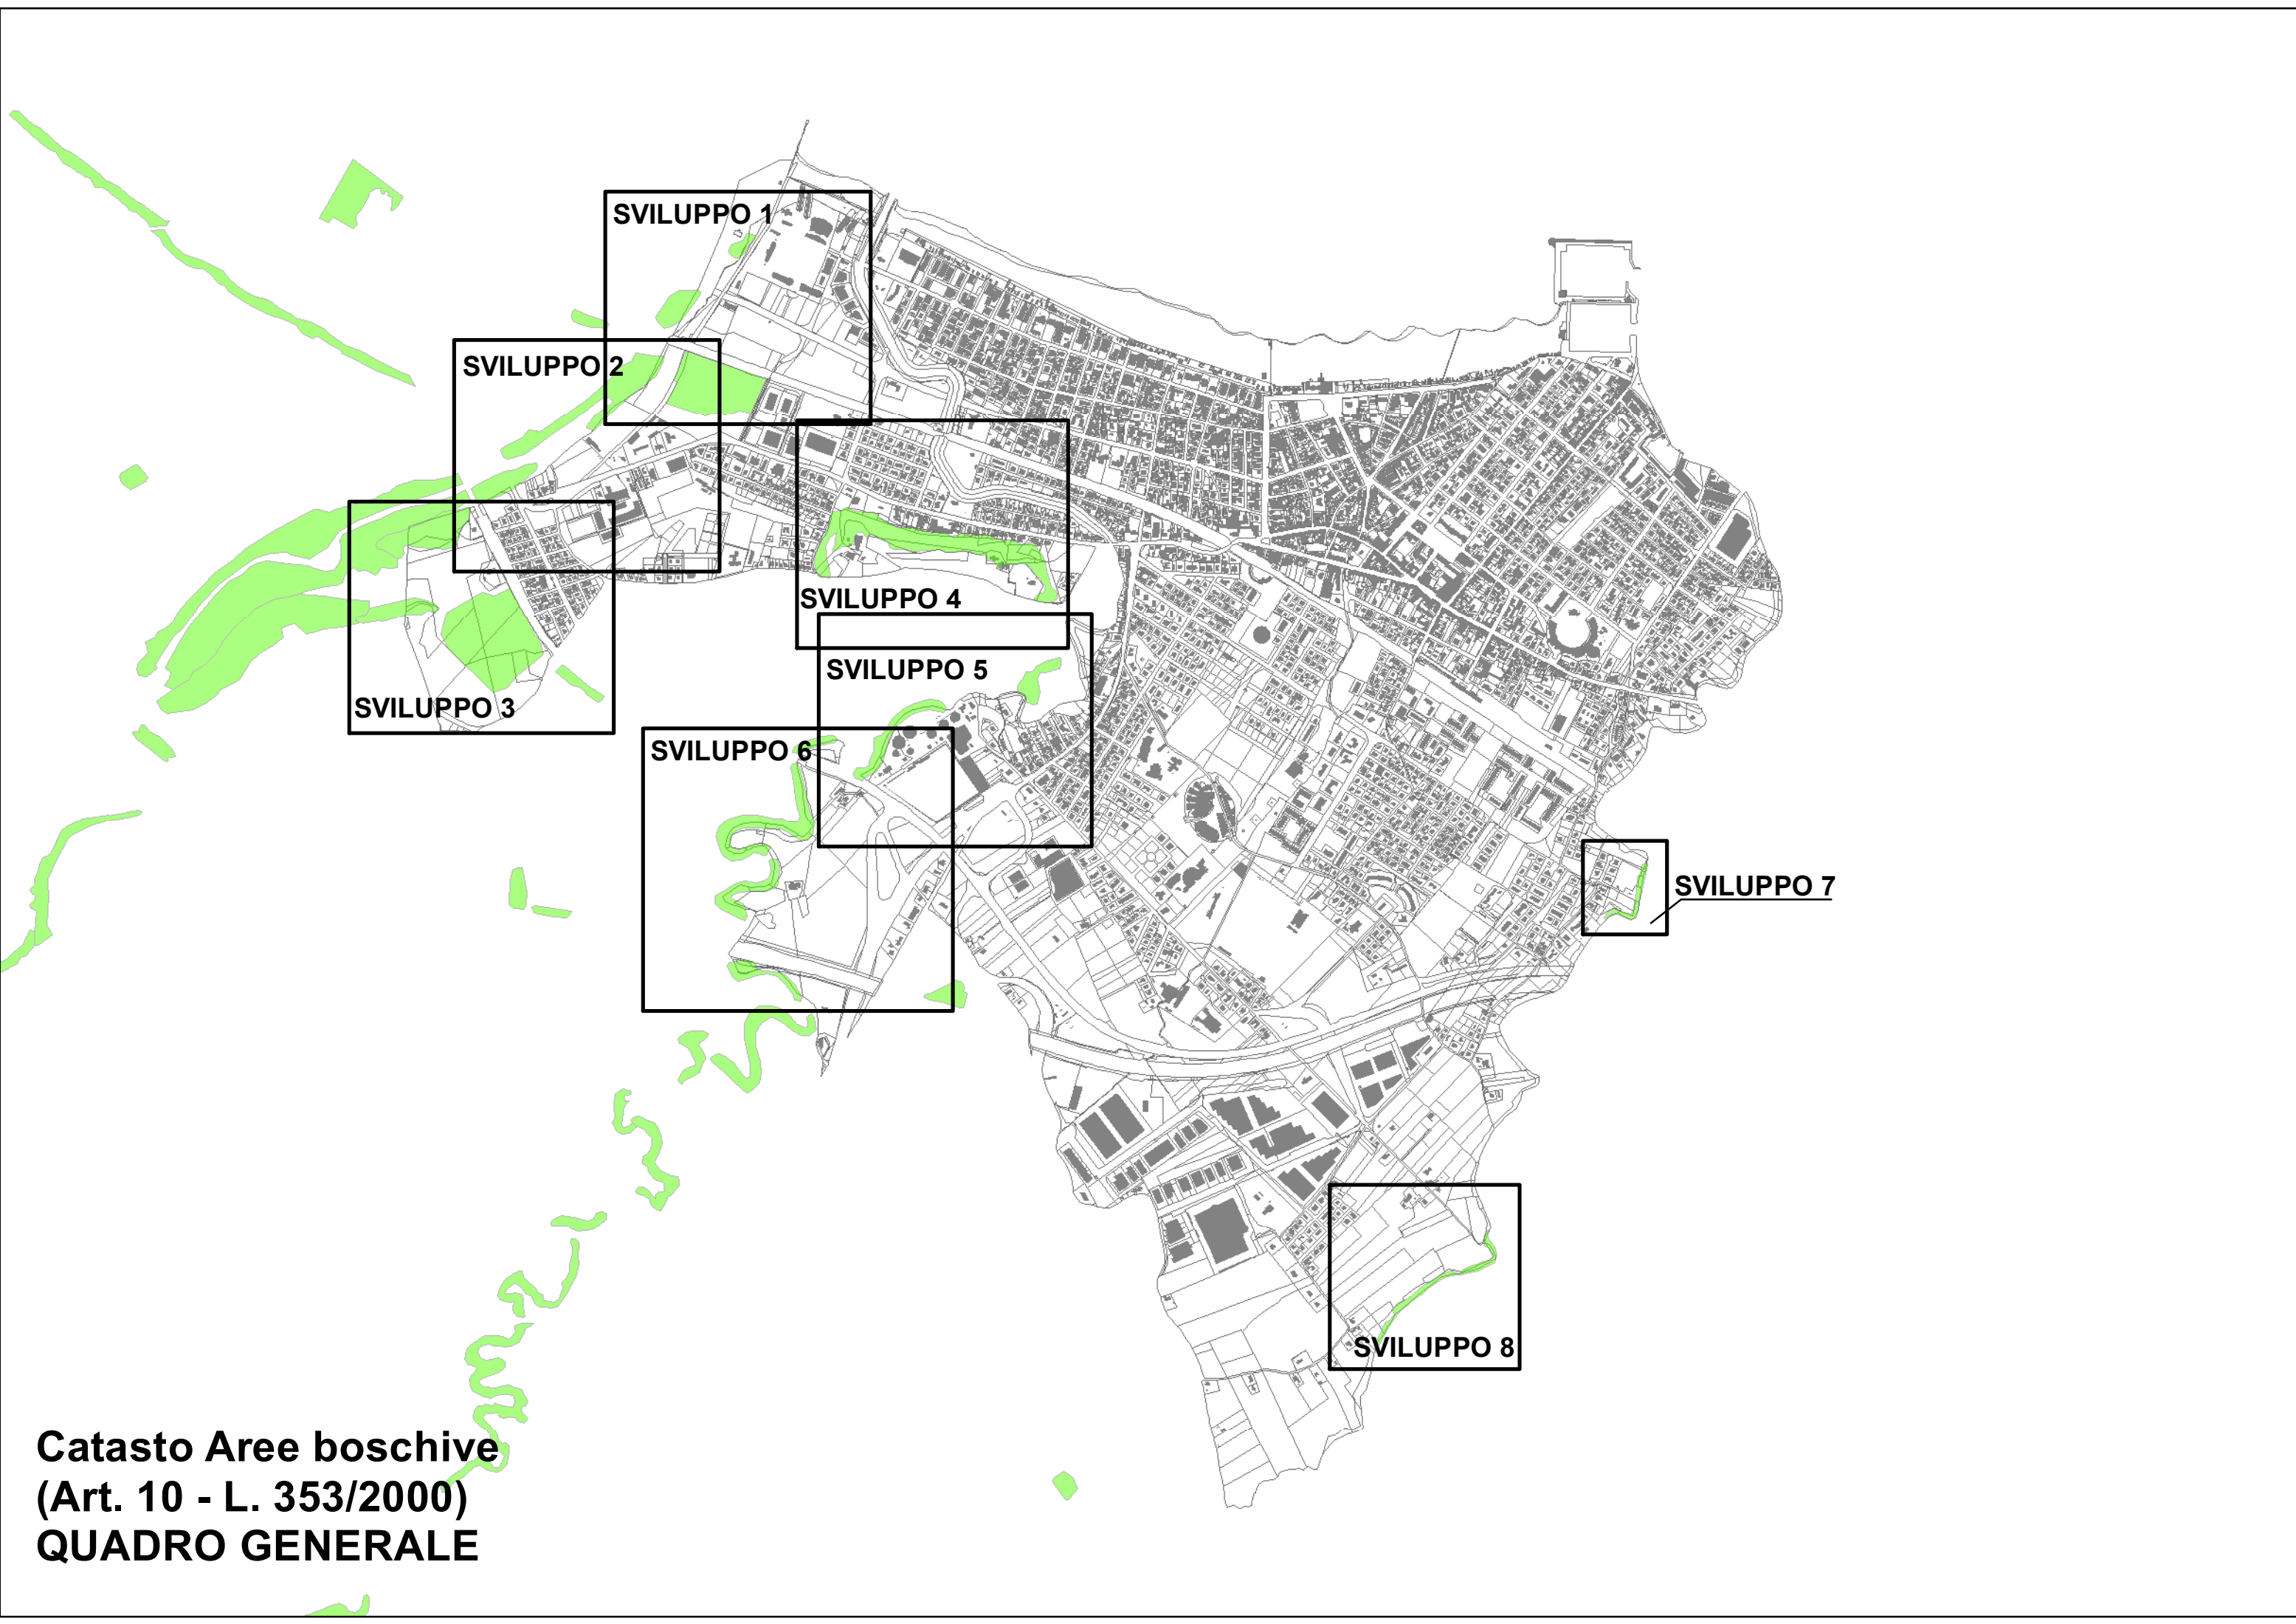 SVILUPPO 1
SVILUPPO 2
SVILUPPO 3
SVILUPPO 4
SVILUPPO 5
SVILUPPO 6
SVILUPPO 7
SVILUPPO 8
Catasto Aree boschive
(Art. 10 - L. 353/2000)
QUADRO GENERALE